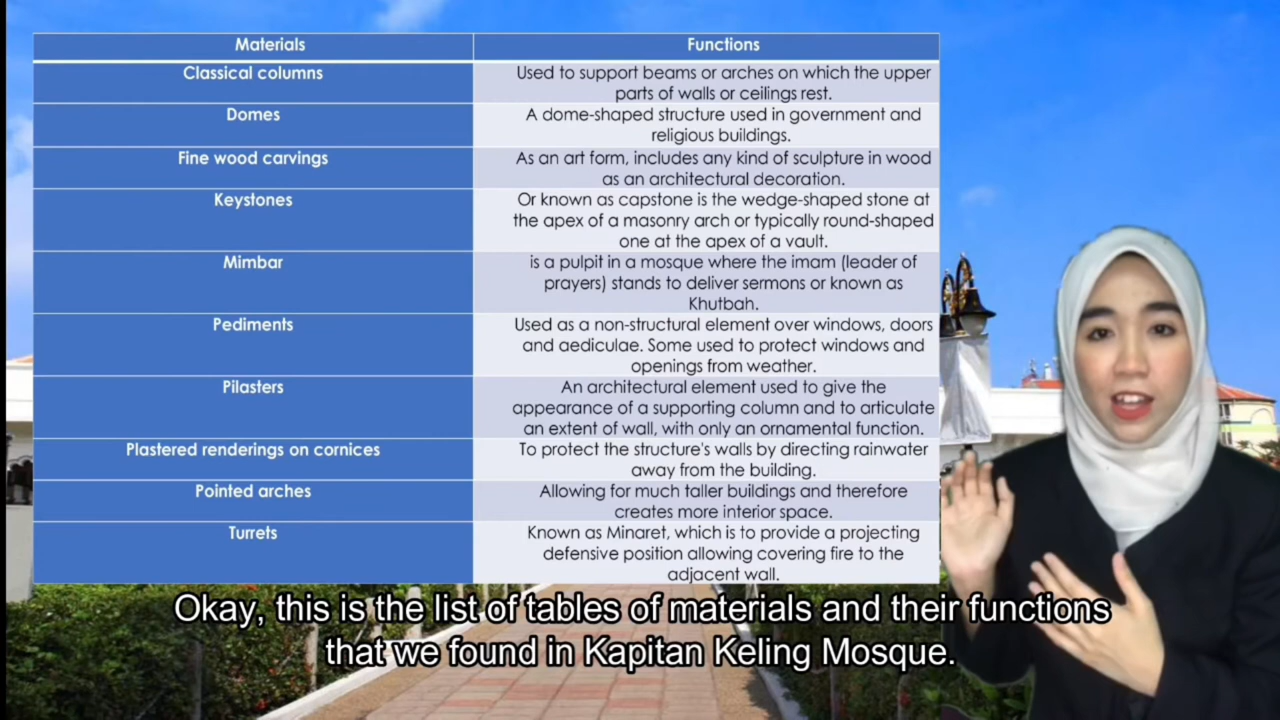 Materials
Functions
Classical columns
Used to support beams or arches on which the upper
parts of walls or ceilings rest.
Domes
A dome-shaped structure used in government and
religious buildings.
Fine wood carvings
As an art form, includes any kind of sculpture in wood
as an architectural decoration.
Keystones
Or known as capstone is the wedge-shaped stone at
the apex of a masonry arch or typically round-shaped
one at the apex of a vault.
Mimbar
is a pulpit in a mosque where the imam (leader of
prayers) stands to deliver sermons or known as
Khutbah.
Pediments
Used as a non-structural element over windows, doors
and aediculae. Some used to protect windows and
openings from weather.
Pilasters
An architectural element used to give the
appearance of a supporting column and to articulate
an extent of wall, with only an ornamental function.
Plastered renderings on cornices
To protect the structure's walls by directing rainwater
away from the building.
Pointed arches
Allowing for much taller buildings and therefore
creates more interior space.
Turrets
Known as Minaret, which is to provide a projecting
defensive position allowing covering fire to the
adjacent wall.
Okay, this is the list of tables of materials and their functions
that we found in Kapitan Keling Mosque.